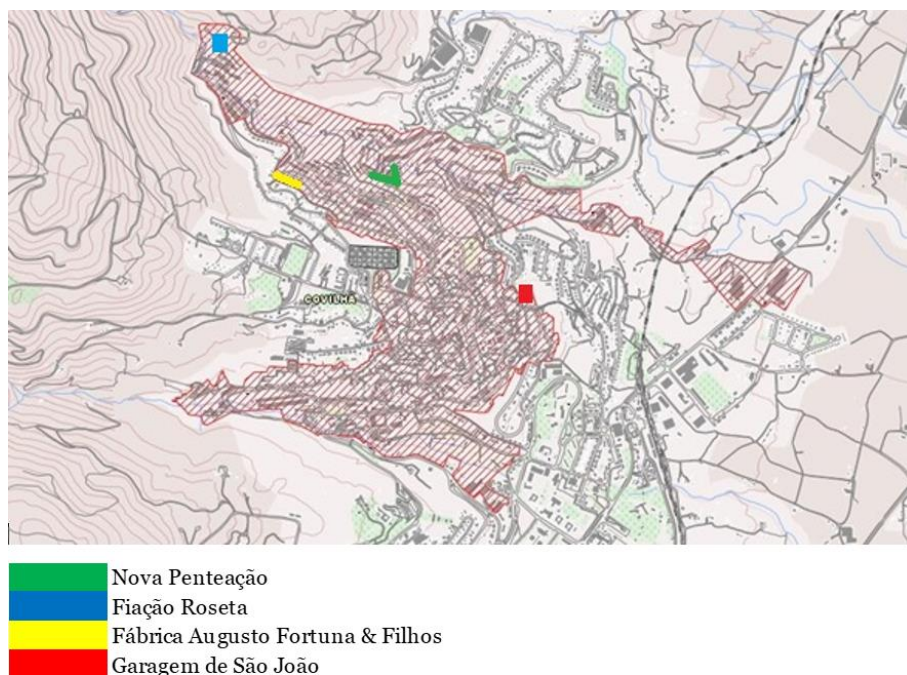 COVILHÃ
Nova Penteação
Fiação Roseta
Fábrica Augusto Fortuna & Filhos
Garagem de São João